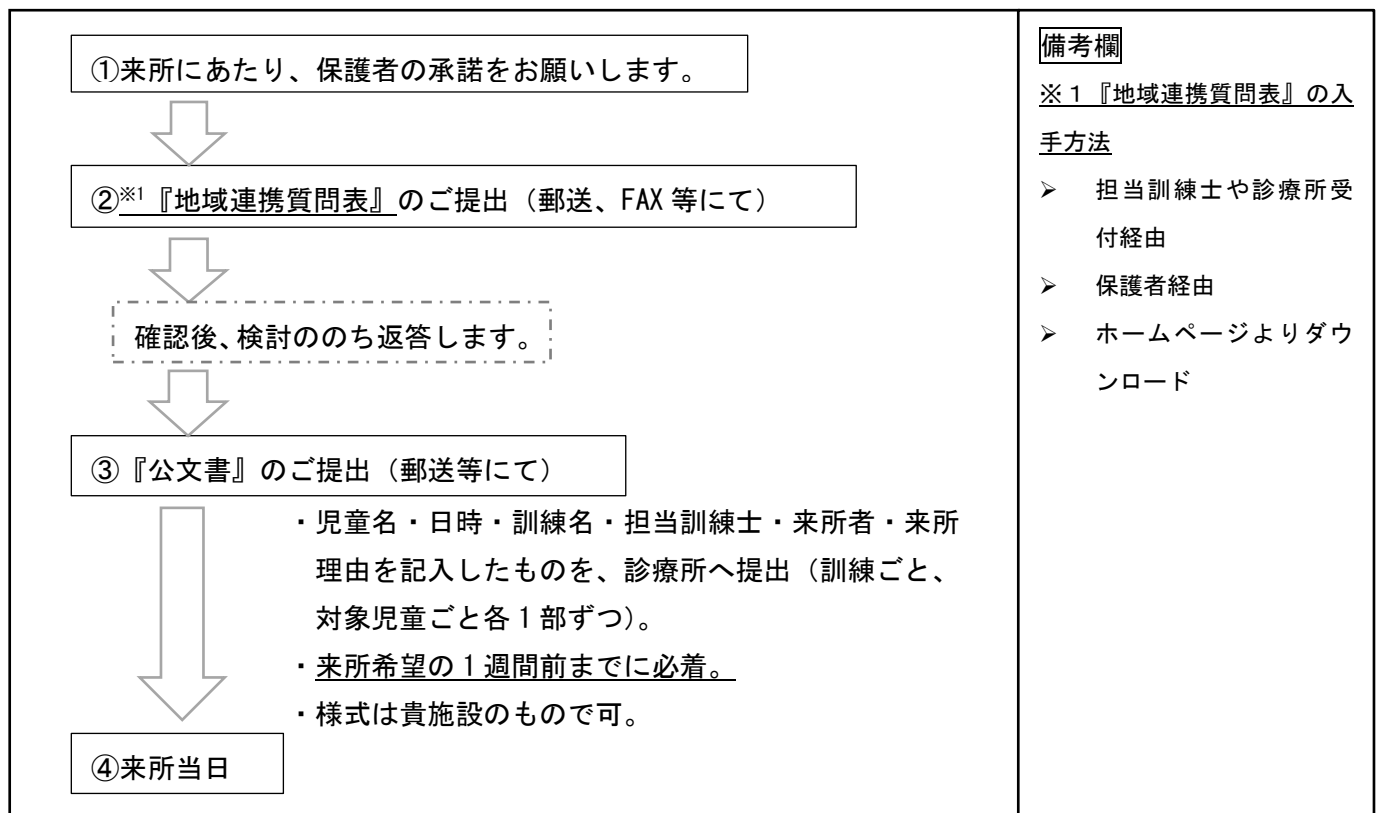 ①来所にあたり、保護者の承諾をお願いします。
②※1『地域連携質問表』のご提出（郵送、FAX 等にて）
確認後、検討ののち返答します。
③『公文書』のご提出（郵送等にて）
・児童名・日時・訓練名・担当訓練士・来所者・来所
理由を記入したものを、診療所へ提出（訓練ごと、
対象児童ごと各１部ずつ）。
・来所希望の１週間前までに必着。
・様式は貴施設のもので可。
④来所当日
備考欄
※１『地域連携質問表』の入
手方法
➢ 担当訓練士や診療所受
付経由
➢ 保護者経由
➢ ホームページよりダウ
ンロード